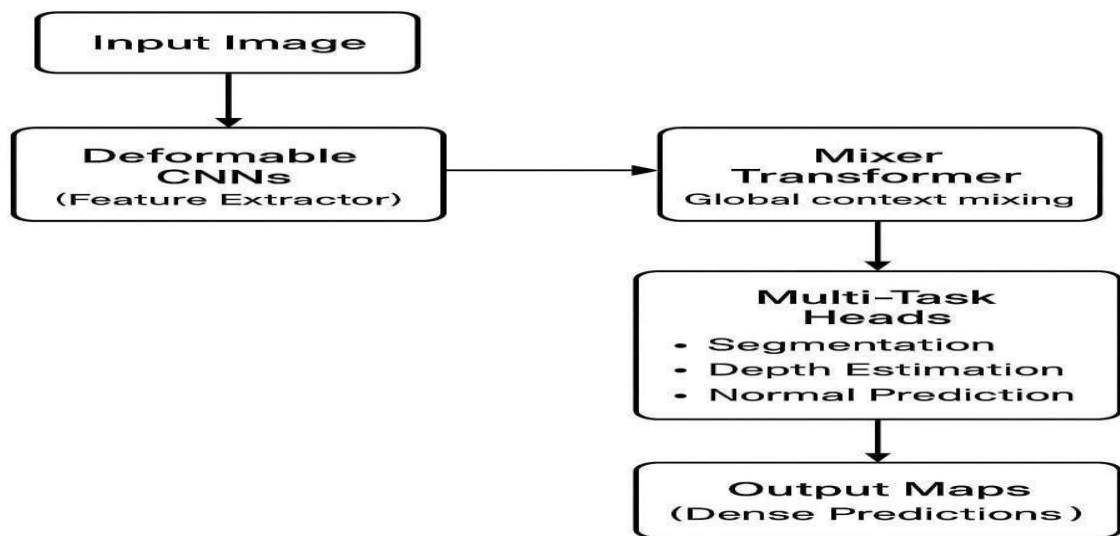 Input Image
Deformable
CNNs
(Feature Extractor)
Mixer
Transformer
Global context mixing
Multi-Task
Heads
• Segmentation
• Depth Estimation
• Normal Prediction
Output Maps
(Dense Predictions)